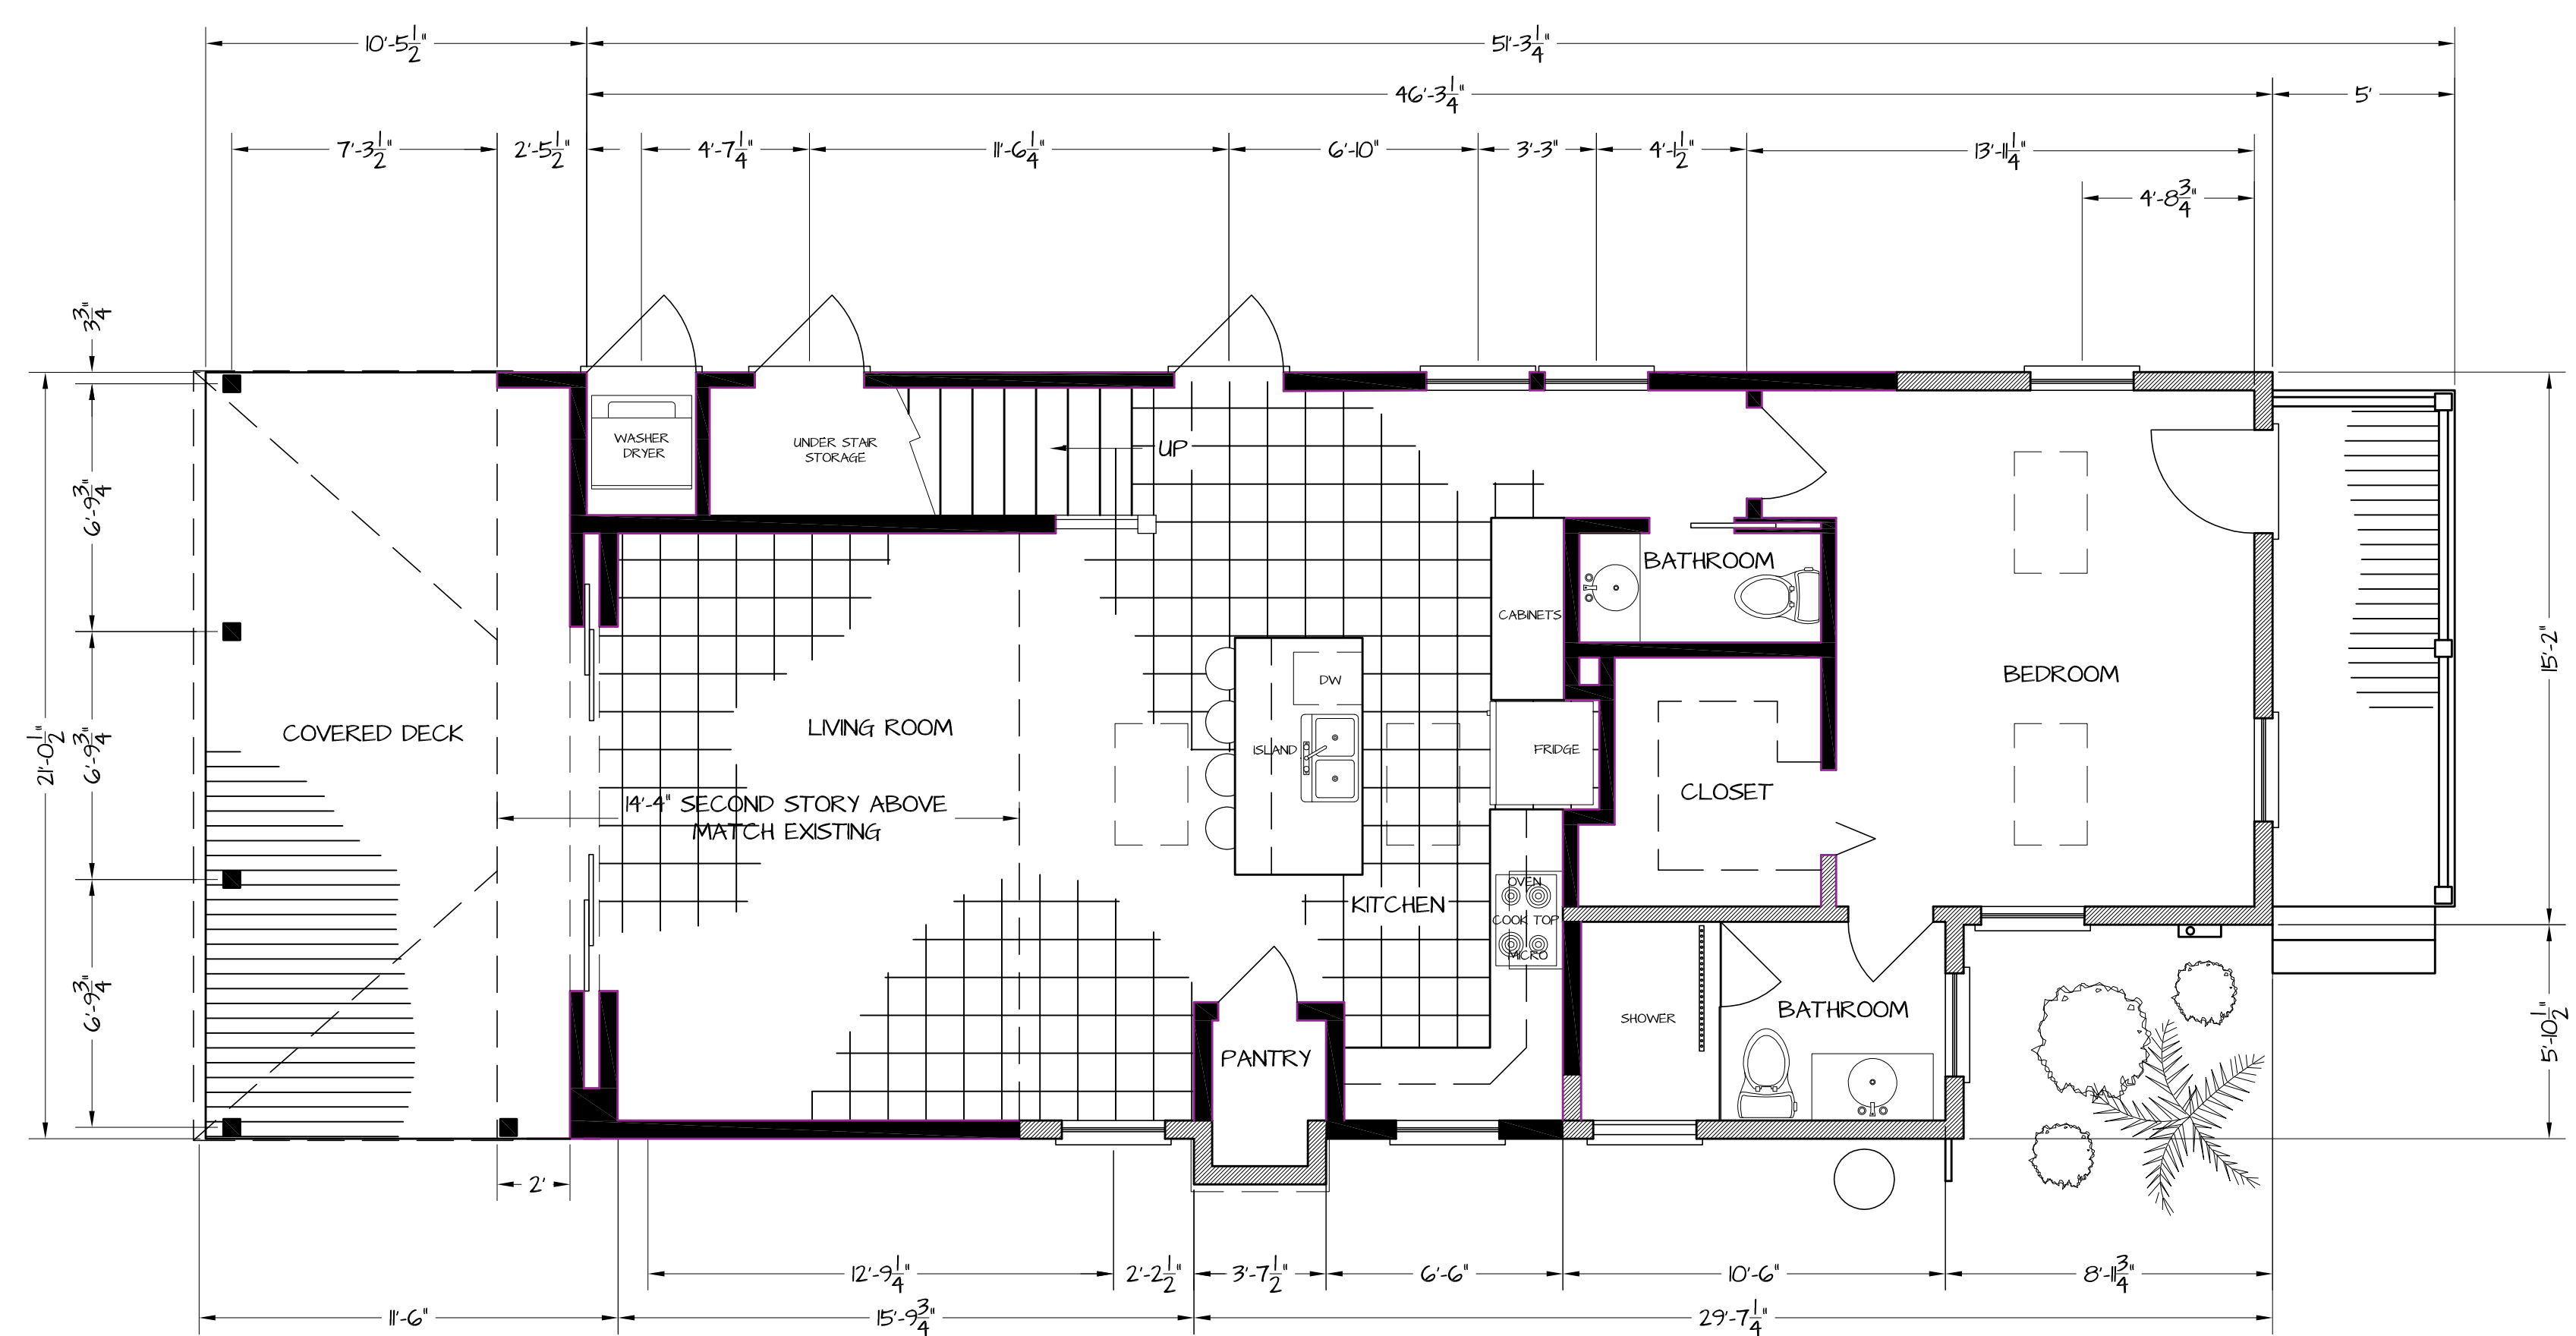 10'-5 1/2"
51'-3 1/4"
46'-3 1/4"
5'
7'-3 1/2"
2'-5 1/2"
4'-7 1/4"
11'-6 1/4"
6'-10"
3'-3"
4'-1 1/2"
13'-11 1/4"
4'-8 3/4"
3 3/4"
6'-9 3/4"
6'-9 3/4"
6'-9 3/4"
21'-0 1/2"
15'-2"
5'-10 1/2"
WASHER
DRYER
UNDER STAIR
STORAGE
UP
BATHROOM
CABINETS
BEDROOM
DW
COVERED DECK
LIVING ROOM
ISLAND
FRIDGE
CLOSET
14'-4" SECOND STORY ABOVE
MATCH EXISTING
OVEN
KITCHEN
COOK TOP
MICRO
SHOWER
BATHROOM
PANTRY
2'
12'-9 1/4"
2'-2 1/2"
3'-7 1/2"
6'-6"
10'-6"
8'-11 3/4"
11'-6"
15'-9 3/4"
29'-7 1/4"